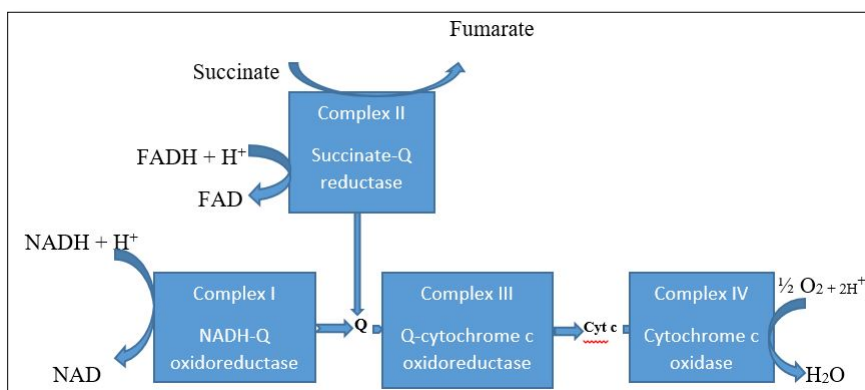 Fumarate
Succinate
Complex II
Succinate-Q
reductase
FADH + H⁺
FAD
NADH + H⁺
NAD
Complex I
NADH-Q
oxidoreductase
Q
Complex III
Q-cytochrome c
oxidoreductase
Cyt c
Complex IV
Cytochrome c
oxidase
½ O₂ + 2H⁺
H₂O